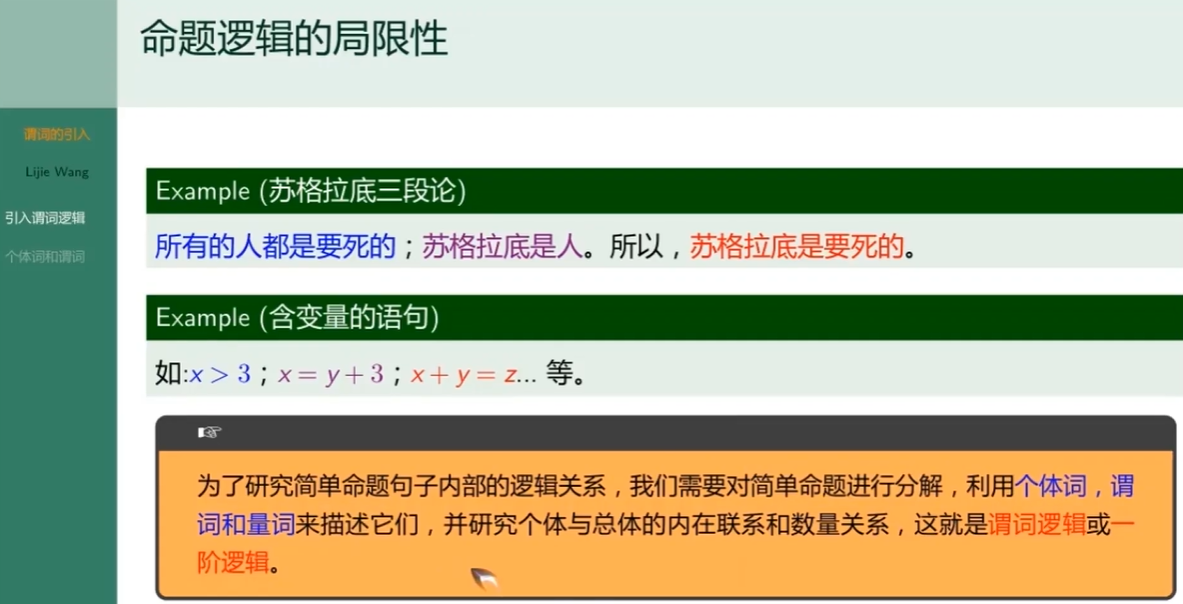 命题逻辑的局限性
谓词的引入
Lijie Wang
引入谓词逻辑
个体词和谓词
Example (苏格拉底三段论)
所有的人都是要死的；苏格拉底是人。所以，苏格拉底是要死的。
Example (含变量的语句)
如:x > 3；x = y + 3；x + y = z... 等。
为了研究简单命题句子内部的逻辑关系，我们需要对简单命题进行分解，利用个体词，谓
词和量词来描述它们，并研究个体与总体的内在联系和数量关系，这就是谓词逻辑或一
阶逻辑。